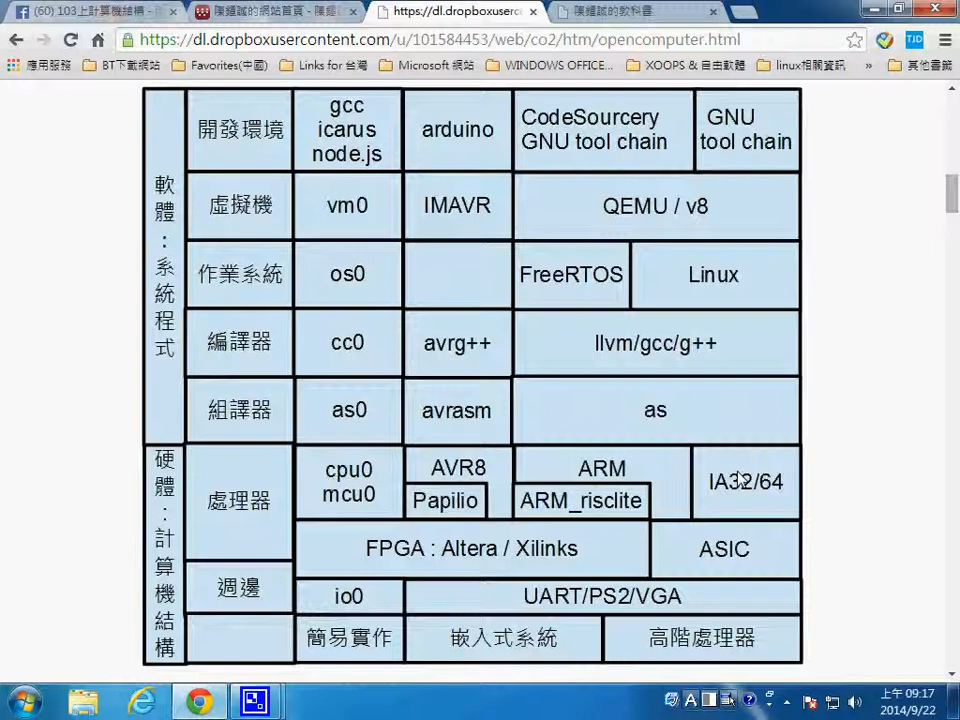 (60) 103上計算機結構 -
陳鍾誠的網站首頁 - 陳鍾
https://dl.dropboxuserc
陳鍾誠的教科書
https://dl.dropboxusercontent.com/u/101584453/web/co2/htm/opencomputer.html
TJD
應用服務 BT下載網站 Favorites(中國) Links for 台灣 Microsoft 網站 WINDOWS OFFICE... XOOPS & 自由軟體 linux相關資訊 » 其他書籤
軟體：系統程式
開發環境
gcc
icarus
node.js
arduino
CodeSourcery
GNU tool chain
GNU
tool chain
虛擬機 vm0 IMAVR QEMU / v8
作業系統 os0 FreeRTOS Linux
編譯器 cc0 avrg++ llvm/gcc/g++
組譯器 as0 avrasm as
硬體：計算機結構
處理器
cpu0
mcu0
AVR8
Papilio
ARM
ARM_risclite
IA32/64
FPGA : Altera / Xilinks ASIC
週邊 io0 UART/PS2/VGA
簡易實作 嵌入式系統 高階處理器
A
上午 09:17
2014/9/22